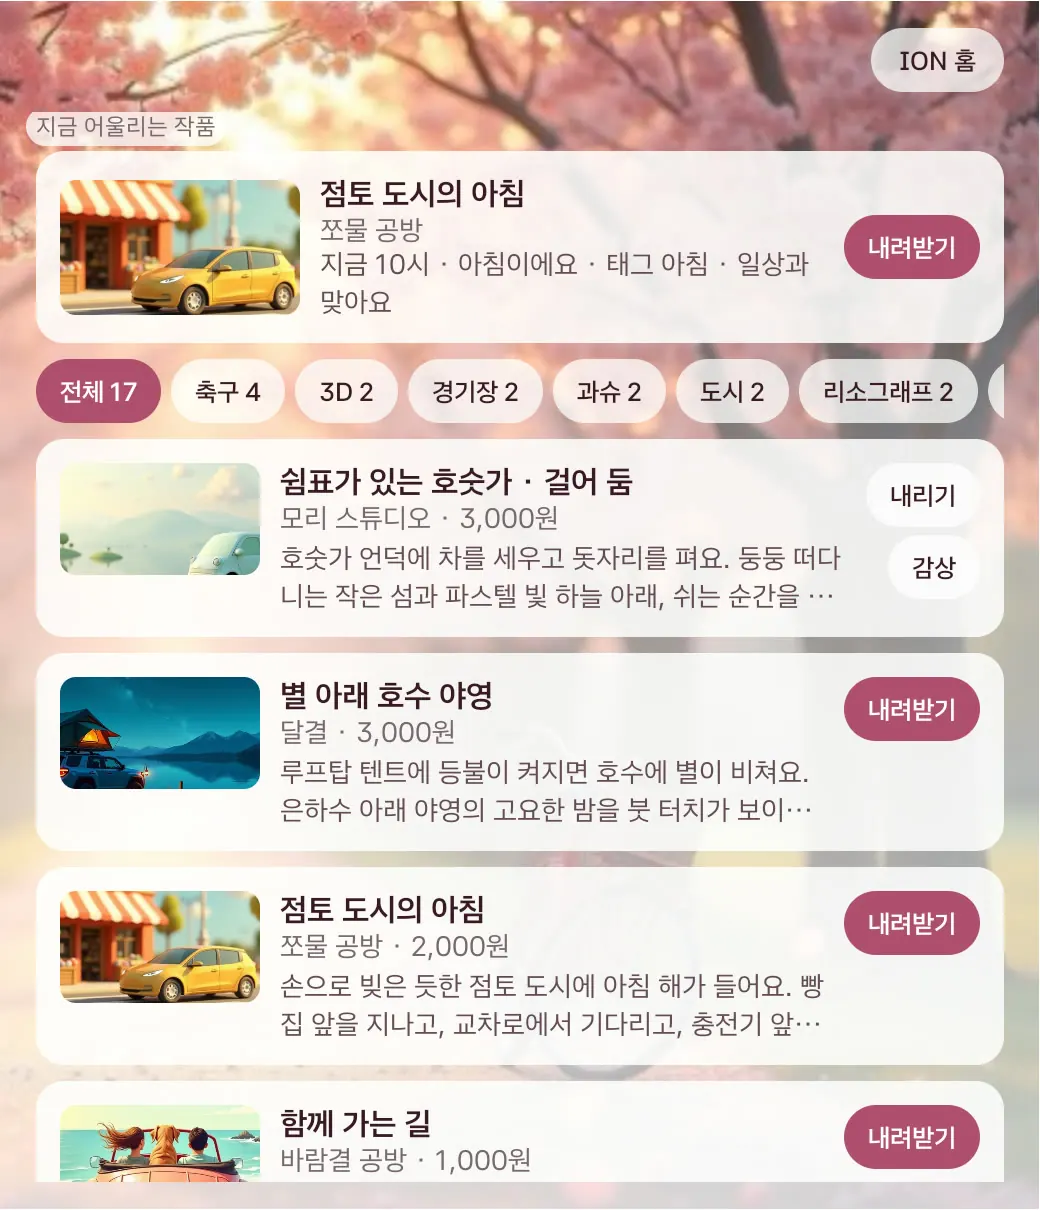 ION 홈
지금 어울리는 작품
점토 도시의 아침
쪼물 공방
지금 10시 · 아침이에요 · 태그 아침 · 일상과
맞아요
내려받기
전체 17
축구 4
3D 2
경기장 2
과슈 2
도시 2
리소그래프 2
쉼표가 있는 호숫가 · 걸어 둠
모리 스튜디오 · 3,000원
호숫가 언덕에 차를 세우고 돗자리를 펴요. 둥둥 떠다
니는 작은 섬과 파스텔 빛 하늘 아래, 쉬는 순간을 ···
내리기
감상
별 아래 호수 야영
달결 · 3,000원
루프탑 텐트에 등불이 켜지면 호수에 별이 비쳐요.
은하수 아래 야영의 고요한 밤을 붓 터치가 보이···
내려받기
점토 도시의 아침
쪼물 공방 · 2,000원
손으로 빚은 듯한 점토 도시에 아침 해가 들어요. 빵
집 앞을 지나고, 교차로에서 기다리고, 충전기 앞···
내려받기
함께 가는 길
바람결 공방 · 1,000원
내려받기